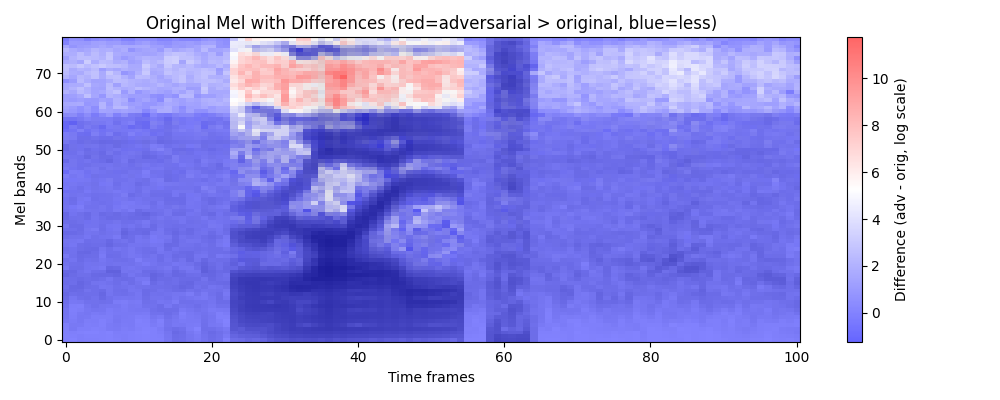 Original Mel with Differences (red=adversarial > original, blue=less)
Mel bands
70
60
50
40
30
20
10
0
0 20 40 60 80 100
Time frames
10
8
6
4
2
0
Difference (adv - orig, log scale)